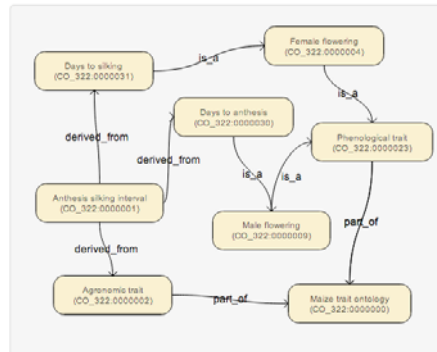 Female flowering
(CO_322:0000004)
Days to silking
(CO_322:0000031)
is_a
is_a
Days to anthesis
(CO_322:0000030)
Phenological trait
(CO_322:0000023)
derived_from
derived_from
is_a
is_a
Anthesis silking interval
(CO_322:0000001)
Male flowering
(CO_322:0000009)
part_of
derived_from
Agronomic trait
(CO_322:0000002)
part_of
Maize trait ontology
(CO_322:0000000)